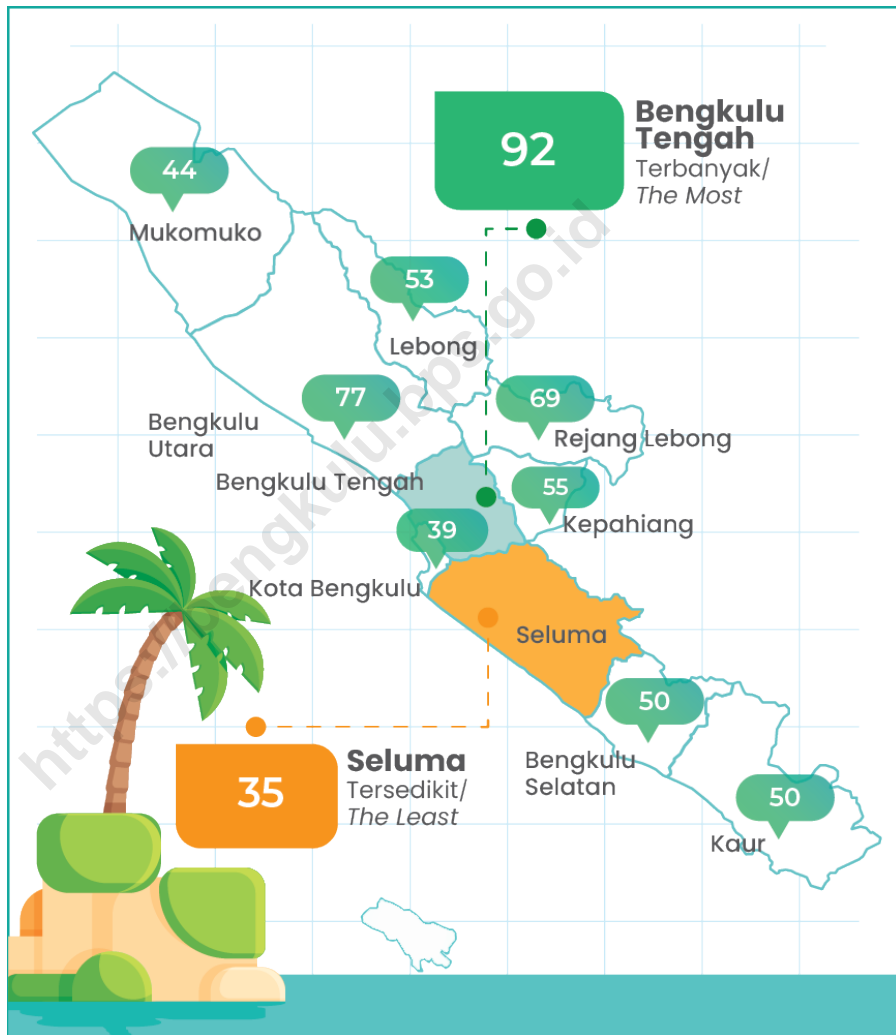 92
Bengkulu
Tengah
Terbanyak/
The Most
44
Mukomuko
53
Lebong
77
Bengkulu
Utara
69
Rejang Lebong
Bengkulu Tengah
55
Kepahiang
39
Kota Bengkulu
Seluma
50
Bengkulu
Selatan
35
Seluma
Tersedikit/
The Least
50
Kaur
https://bengkulu.bps.go.id